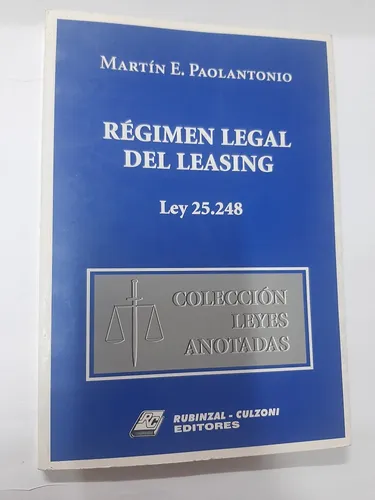 MARTÍN E. PAOLANTONIO
RÉGIMEN LEGAL
DEL LEASING
Ley 25.248
COLECCIÓN
LEYES
ANOTADAS
RC
RUBINZAL - CULZONI
EDITORES